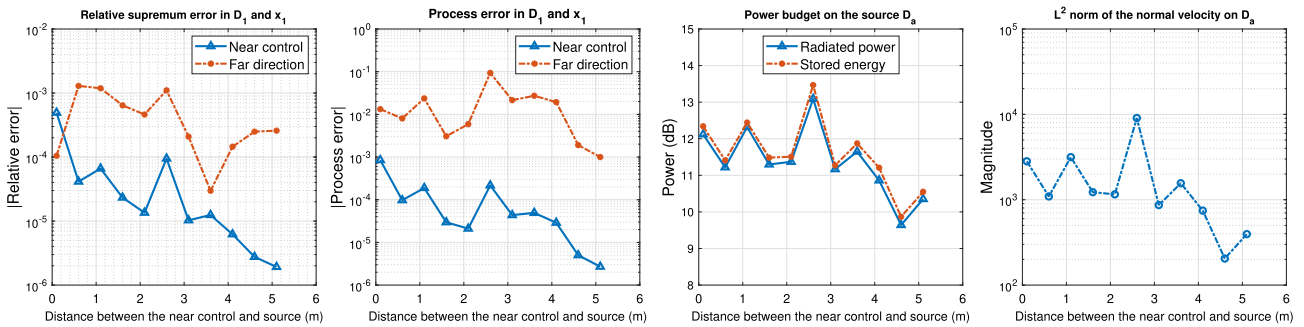 Relative supremum error in D1 and x1
10^-2
10^-3
10^-4
10^-5
10^-6
|Relative error|
Near control
Far direction
0 1 2 3 4 5 6
Distance between the near control and source (m)
Process error in D1 and x1
10^0
10^-1
10^-2
10^-3
10^-4
10^-5
10^-6
|Process error|
Near control
Far direction
0 1 2 3 4 5 6
Distance between the near control and source (m)
Power budget on the source Da
15
14
13
12
11
10
9
8
Power (dB)
Radiated power
Stored energy
0 1 2 3 4 5 6
Distance between the near control and source (m)
L^2 norm of the normal velocity on Da
10^5
10^4
10^3
10^2
Magnitude
0 1 2 3 4 5 6
Distance between the near control and source (m)